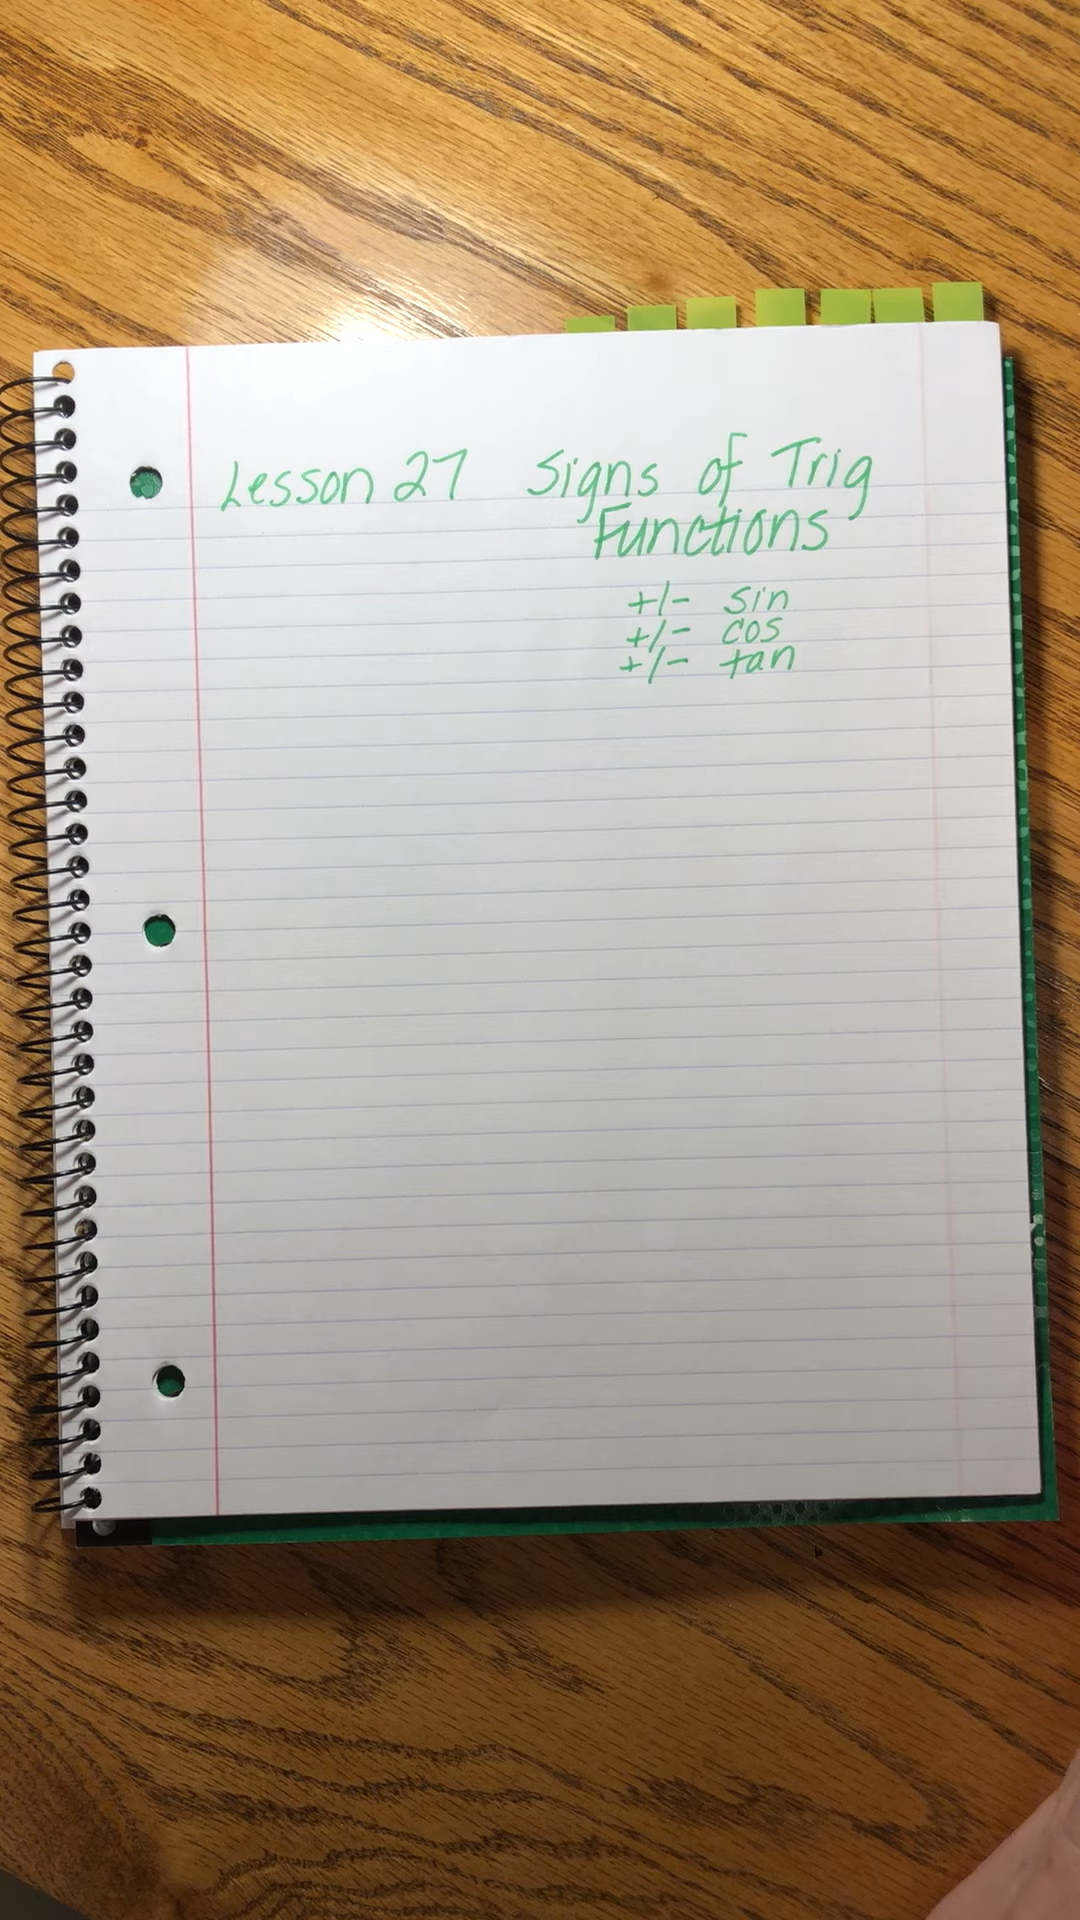 Lesson 27 Signs of Trig
Functions
+/- sin
+/- cos
+/- tan